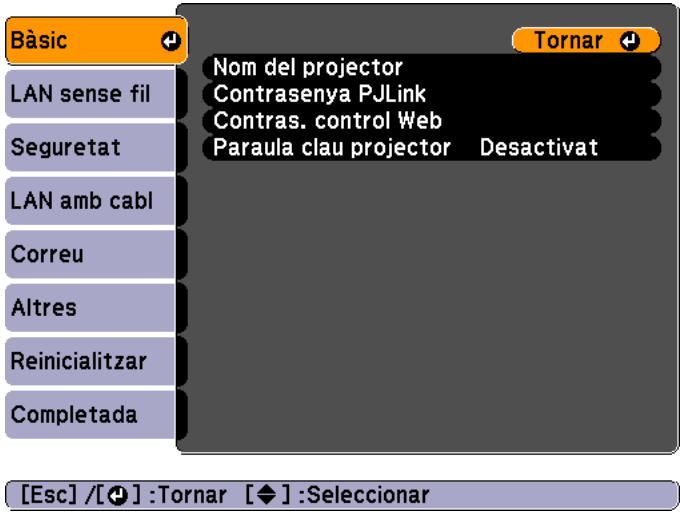 Bàsic
LAN sense fil
Seguretat
LAN amb cabl
Correu
Altres
Reinicialitzar
Completada
Tornar
Nom del projector
Contrasenya PJLink
Contras. control Web
Paraula clau projector Desactivat
[Esc] /[⏎] :Tornar [◆] :Seleccionar